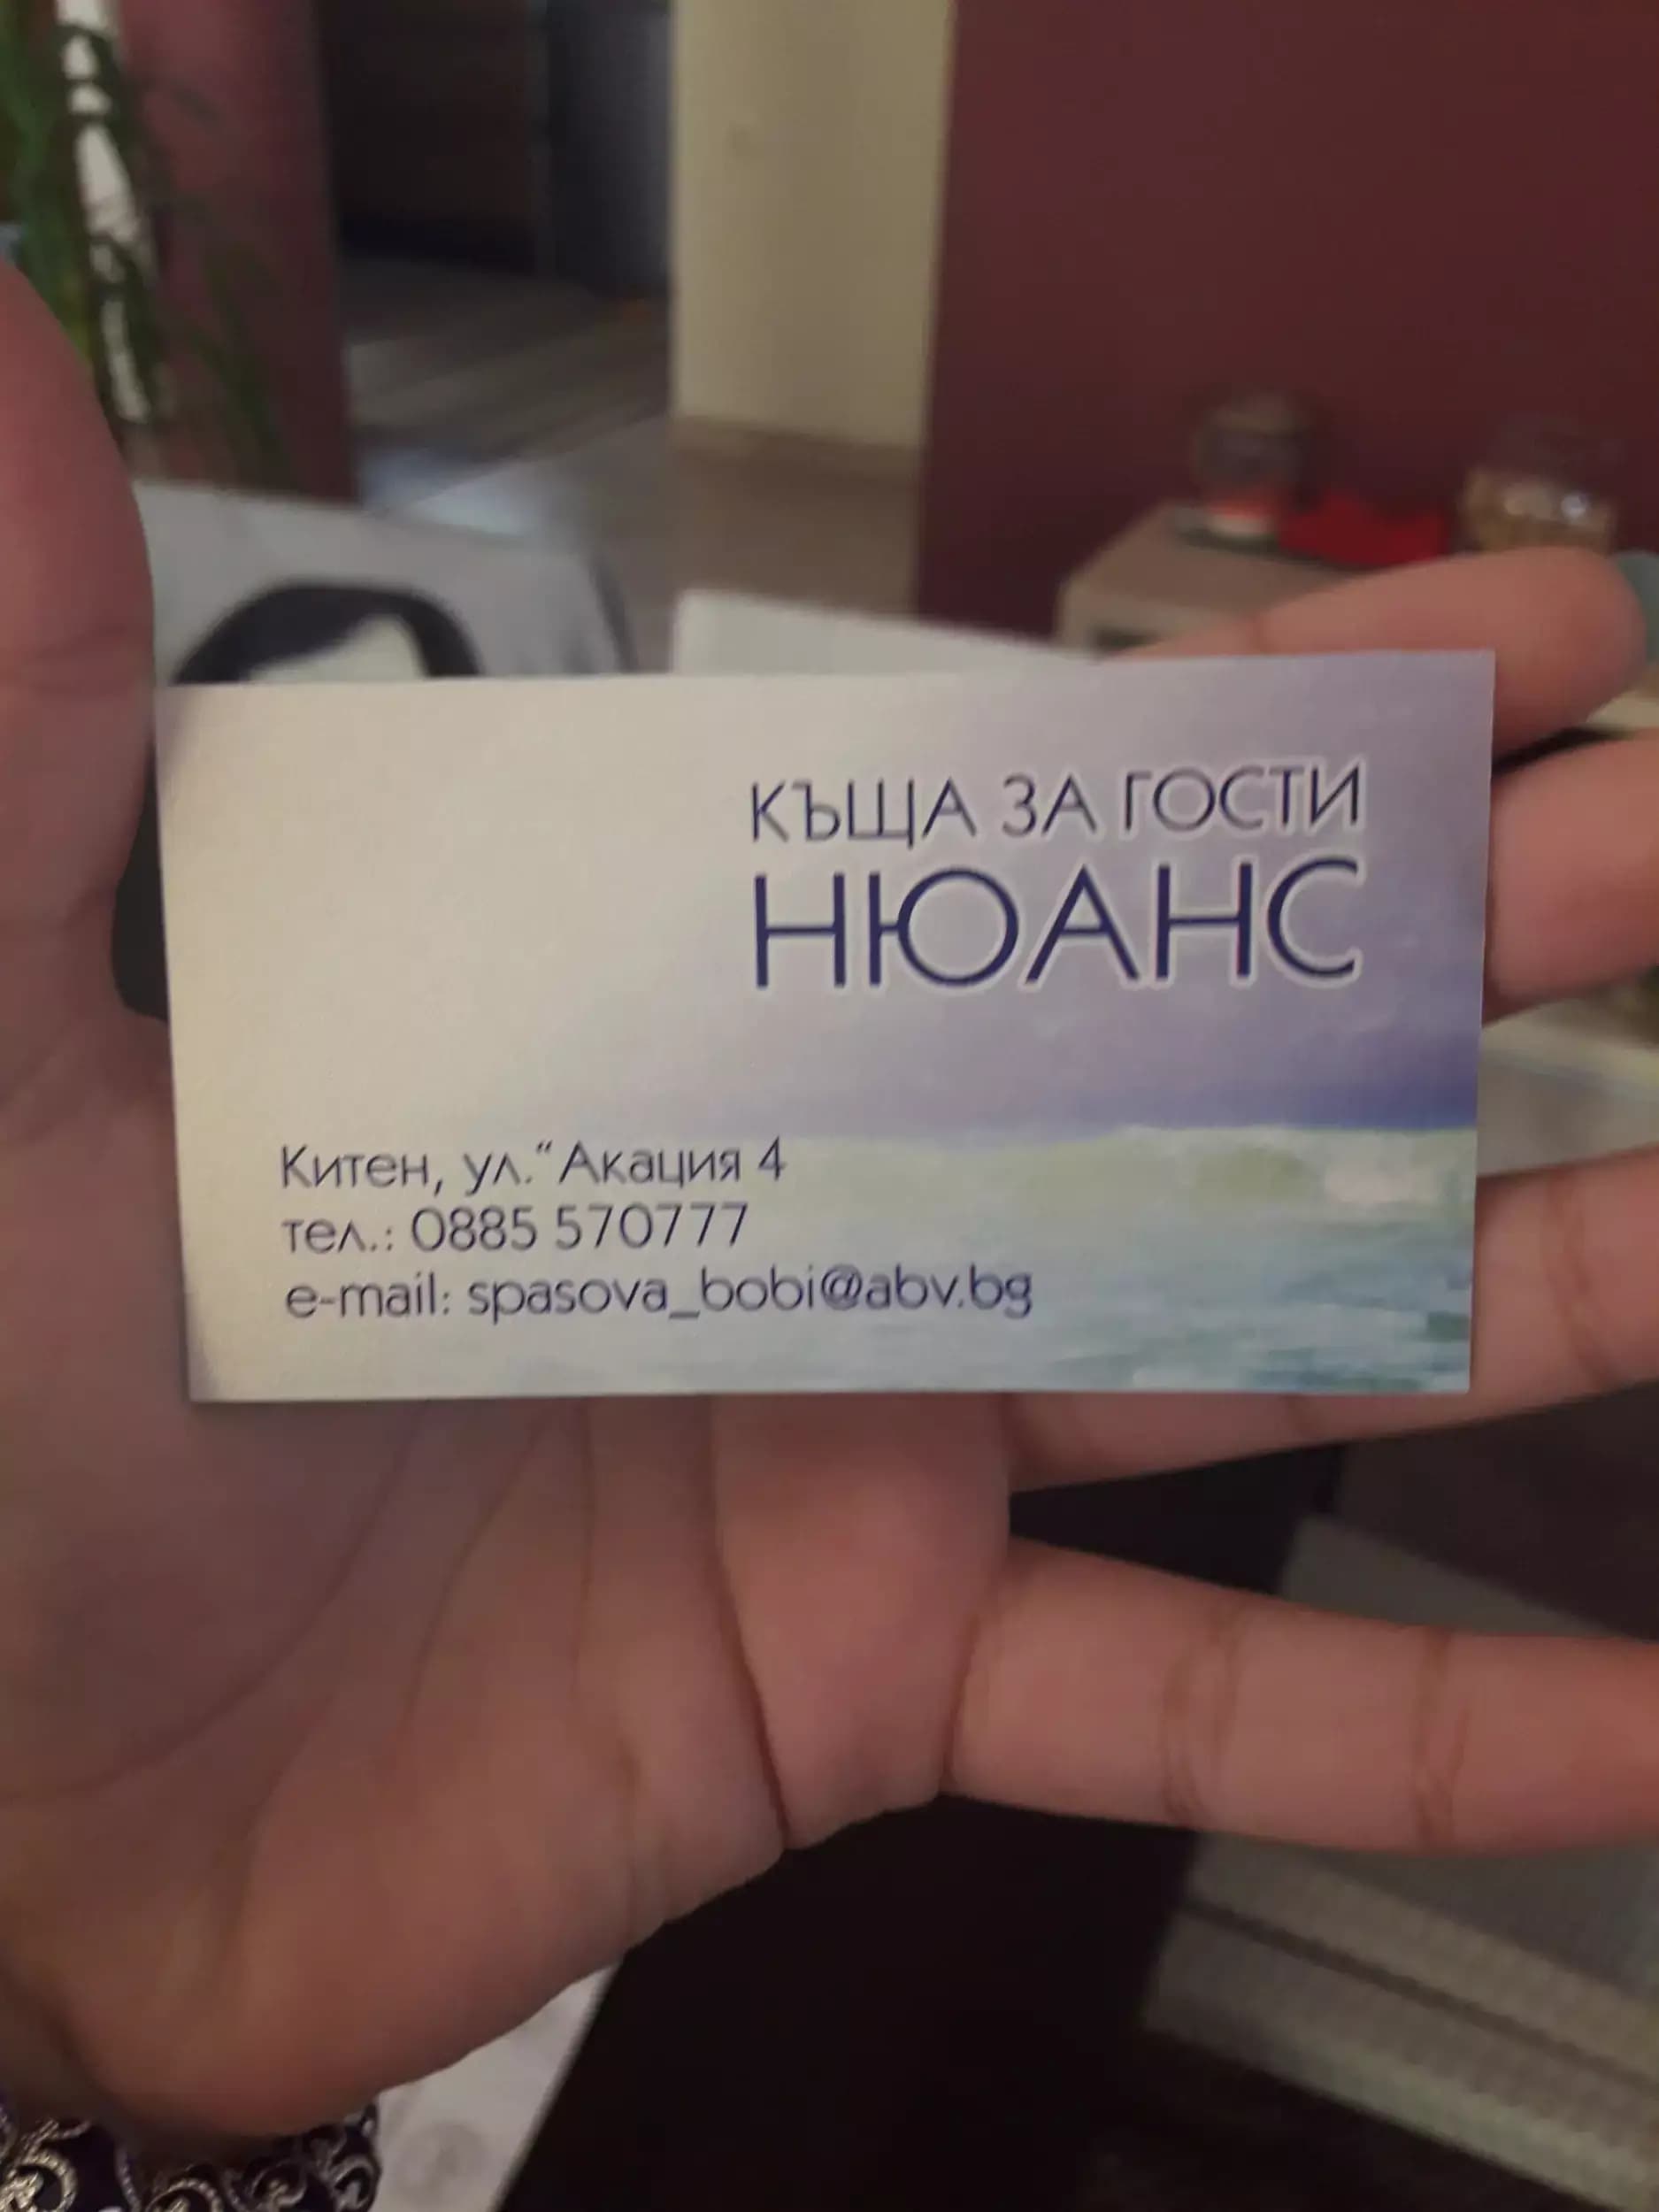 КЪЩА ЗА ГОСТИ
НЮАНС
Китен, ул."Акация 4
тел.: 0885 570777
e-mail: spasova_bobi@abv.bg